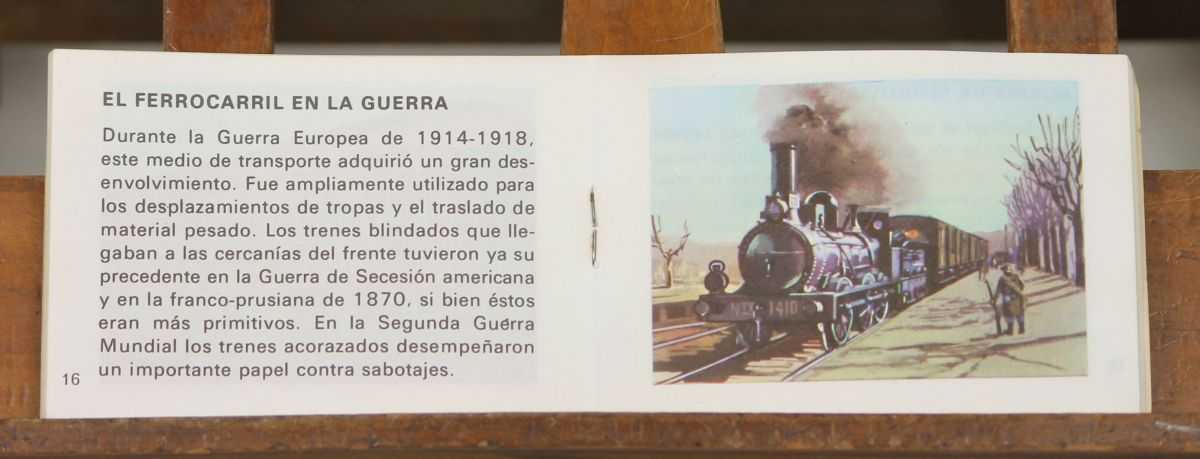 EL FERROCARRIL EN LA GUERRA
Durante la Guerra Europea de 1914-1918,
este medio de transporte adquirió un gran des-
envolvimiento. Fue ampliamente utilizado para
los desplazamientos de tropas y el traslado de
material pesado. Los trenes blindados que lle-
gaban a las cercanías del frente tuvieron ya su
precedente en la Guerra de Secesión americana
y en la franco-prusiana de 1870, si bien éstos
eran más primitivos. En la Segunda Guerra
Mundial los trenes acorazados desempeñaron
un importante papel contra sabotajes.
16
1410